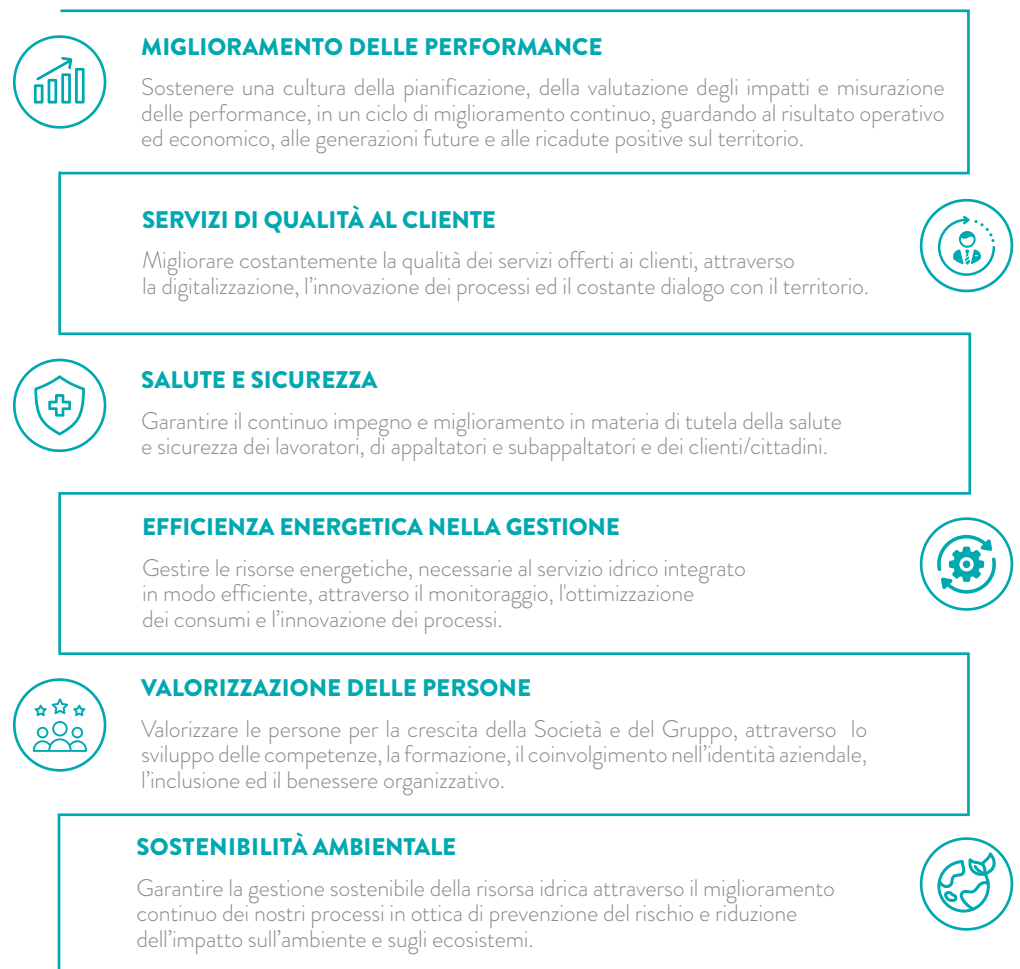 MIGLIORAMENTO DELLE PERFORMANCE
Sostenere una cultura della pianificazione, della valutazione degli impatti e misurazione
delle performance, in un ciclo di miglioramento continuo, guardando al risultato operativo
ed economico, alle generazioni future e alle ricadute positive sul territorio.
SERVIZI DI QUALITÀ AL CLIENTE
Migliorare costantemente la qualità dei servizi offerti ai clienti, attraverso
la digitalizzazione, l’innovazione dei processi ed il costante dialogo con il territorio.
SALUTE E SICUREZZA
Garantire il continuo impegno e miglioramento in materia di tutela della salute
e sicurezza dei lavoratori, di appaltatori e subappaltatori e dei clienti/cittadini.
EFFICIENZA ENERGETICA NELLA GESTIONE
Gestire le risorse energetiche, necessarie al servizio idrico integrato
in modo efficiente, attraverso il monitoraggio, l'ottimizzazione
dei consumi e l’innovazione dei processi.
VALORIZZAZIONE DELLE PERSONE
Valorizzare le persone per la crescita della Società e del Gruppo, attraverso lo
sviluppo delle competenze, la formazione, il coinvolgimento nell’identità aziendale,
l’inclusione ed il benessere organizzativo.
SOSTENIBILITÀ AMBIENTALE
Garantire la gestione sostenibile della risorsa idrica attraverso il miglioramento
continuo dei nostri processi in ottica di prevenzione del rischio e riduzione
dell’impatto sull’ambiente e sugli ecosistemi.